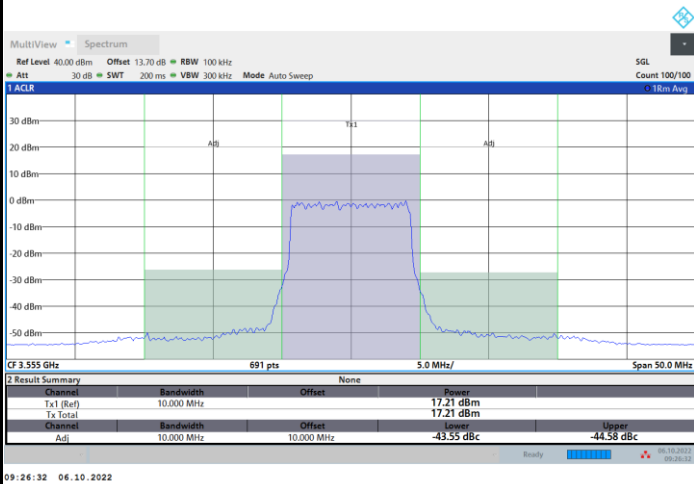 MultiView Spectrum
Ref Level 40.00 dBm Offset 13.70 dB RBW 100 kHz SGL
Att 30 dB SWT 200 ms VBW 300 kHz Mode Auto Sweep Count 100/100
1 ACLR 1Rm Avg
Tx1
30 dBm
Adj Adj
20 dBm
10 dBm
0 dBm
-10 dBm
-20 dBm
-30 dBm
-40 dBm
-50 dBm
CF 3.555 GHz 691 pts 5.0 MHz/ Span 50.0 MHz
2 Result Summary None
Channel Bandwidth Offset Power
Tx1 (Ref) 10.000 MHz 17.21 dBm
Tx Total 17.21 dBm
Channel Bandwidth Offset Lower Upper
Adj 10.000 MHz 10.000 MHz -43.55 dBc -44.58 dBc
Ready 06.10.2022
09:26:32
09:26:32 06.10.2022